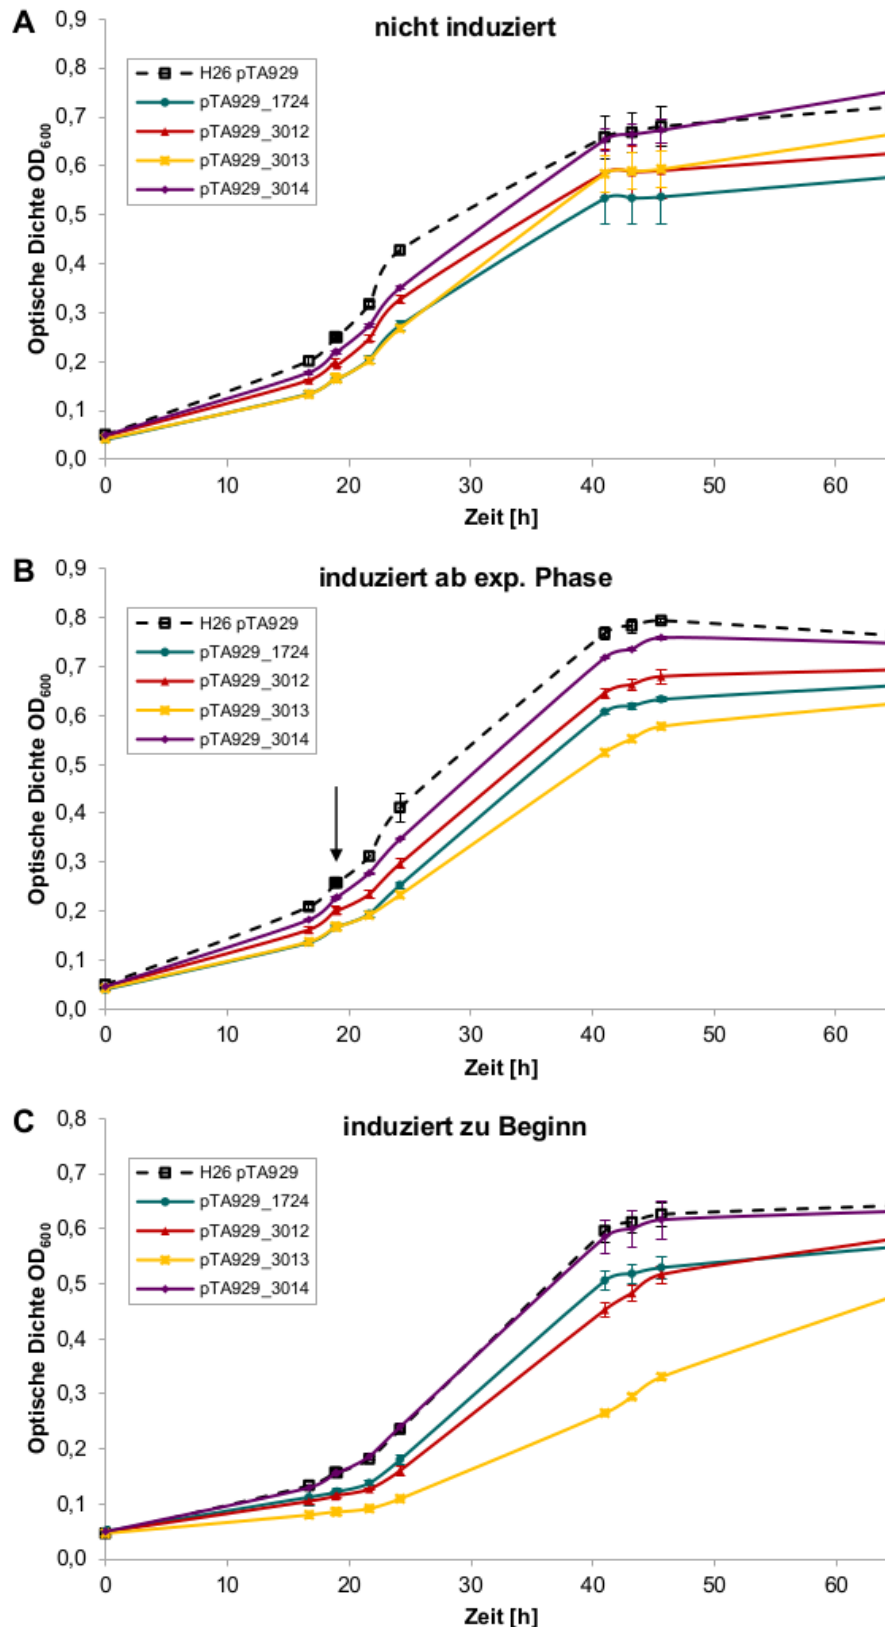 A
nicht induziert
0,9
0,8
0,7
0,6
0,5
0,4
0,3
0,2
0,1
0,0
Optische Dichte OD600
H26 pTA929
pTA929_1724
pTA929_3012
pTA929_3013
pTA929_3014
0 10 20 30 40 50 60
Zeit [h]
B
induziert ab exp. Phase
0,9
0,8
0,7
0,6
0,5
0,4
0,3
0,2
0,1
0,0
Optische Dichte OD600
H26 pTA929
pTA929_1724
pTA929_3012
pTA929_3013
pTA929_3014
0 10 20 30 40 50 60
Zeit [h]
C
induziert zu Beginn
0,8
0,7
0,6
0,5
0,4
0,3
0,2
0,1
0,0
Optische Dichte OD600
H26 pTA929
pTA929_1724
pTA929_3012
pTA929_3013
pTA929_3014
0 10 20 30 40 50 60
Zeit [h]